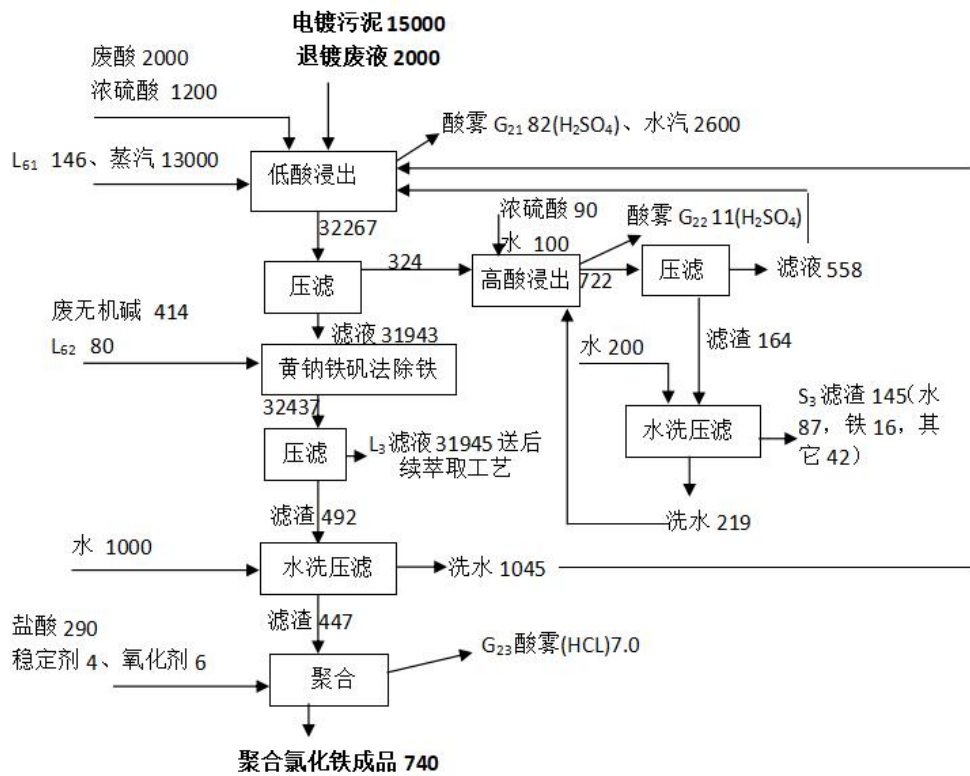 电镀污泥 15000
退镀废液 2000
废酸 2000
浓硫酸 1200
酸雾 G21 82(H2SO4)、水汽 2600
L61 146、蒸汽 13000
低酸浸出
32267
浓硫酸 90
水 100
酸雾 G22 11(H2SO4)
压滤
324
高酸浸出
722
压滤
滤液 558
废无机碱 414
L62 80
滤液 31943
黄钠铁矾法除铁
32437
水 200
滤渣 164
水洗压滤
S3 滤渣 145(水
87，铁 16，其
它 42）
压滤
L3 滤液 31945 送后
续萃取工艺
洗水 219
滤渣 492
水 1000
水洗压滤
洗水 1045
滤渣 447
盐酸 290
稳定剂 4、氧化剂 6
聚合
G23 酸雾(HCL)7.0
聚合氯化铁成品 740